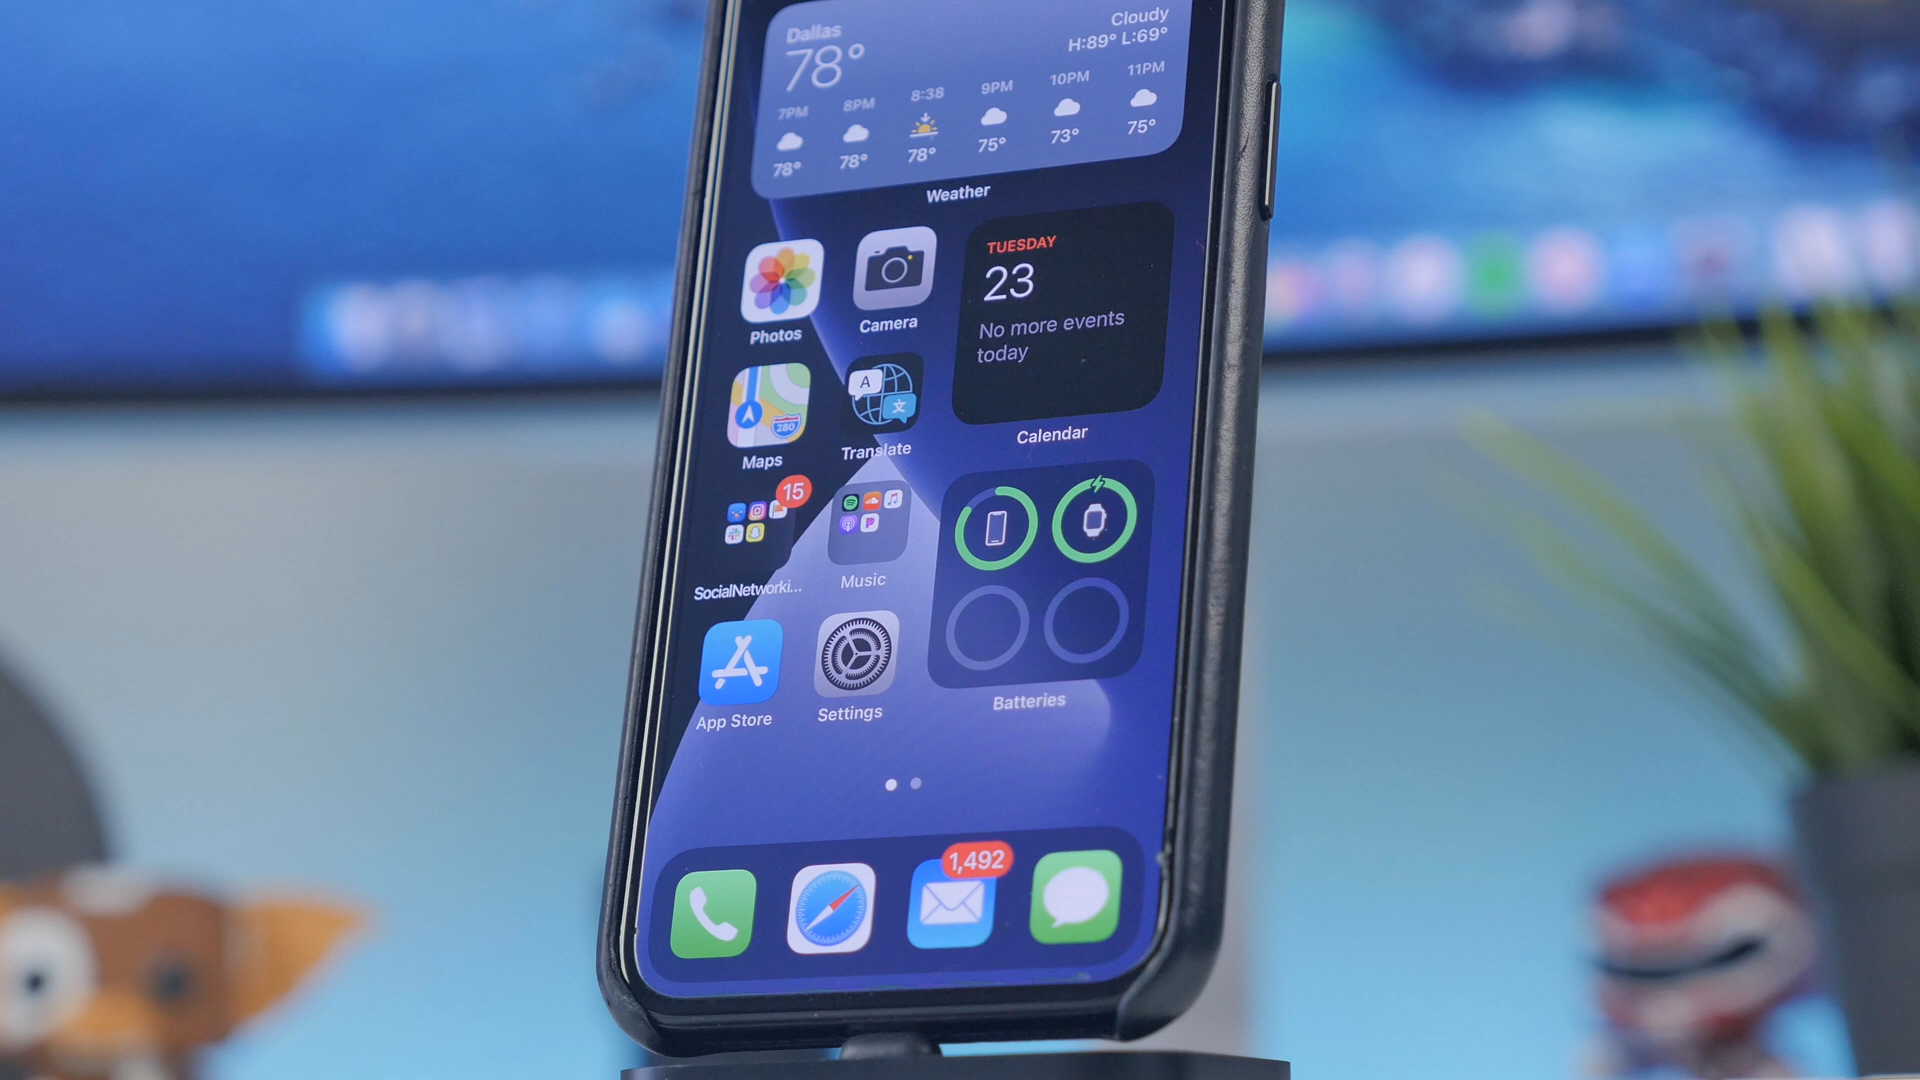 Dallas
78°
Cloudy
H:89° L:69°
7PM 8PM 8:38 9PM 10PM 11PM
78° 78° 78° 75° 73° 75°
Weather
Photos
Camera
TUESDAY
23
No more events
today
Calendar
280
Maps
A
文
Translate
15
SocialNetworki...
Music
Batteries
App Store
Settings
1,492